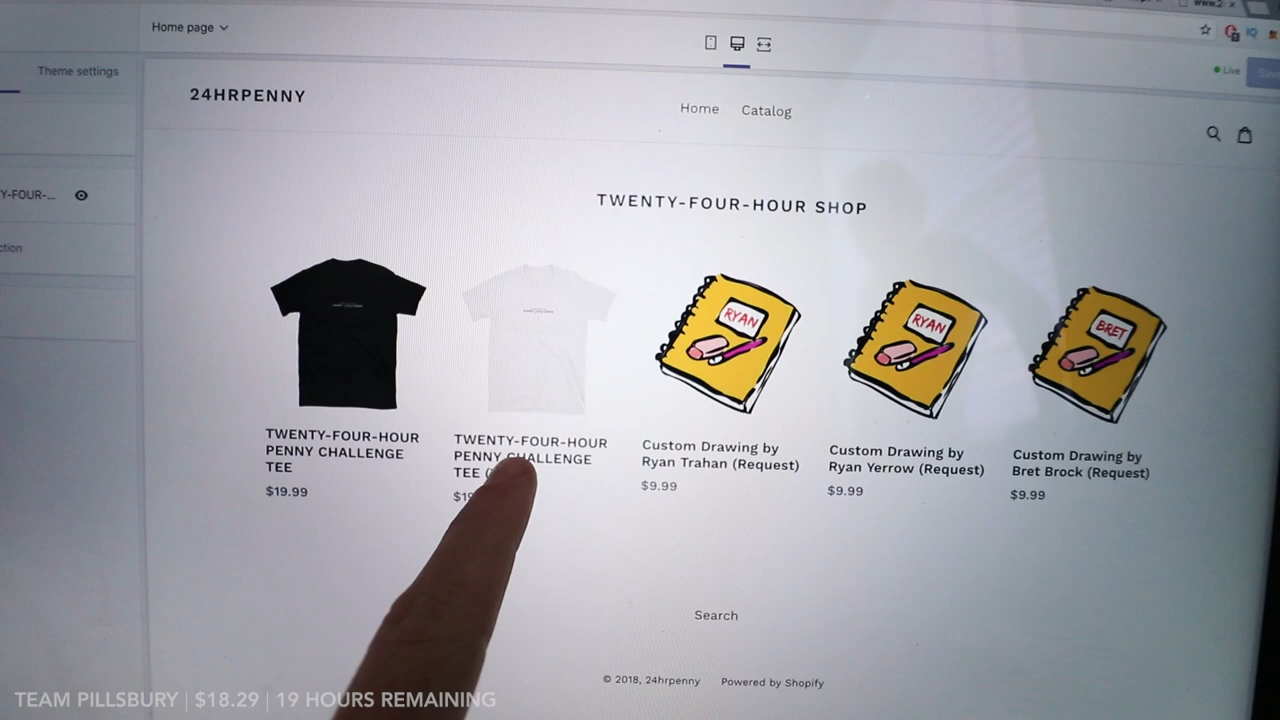 www.2
Home page
Theme settings
Live
24HRPENNY
Home Catalog
Y-FOUR-...
ction
TWENTY-FOUR-HOUR SHOP
RYAN
RYAN
BRET
TWENTY-FOUR-HOUR
PENNY CHALLENGE
TEE
$19.99
TWENTY-FOUR-HOUR
PENNY CHALLENGE
TEE
Custom Drawing by
Ryan Trahan (Request)
$9.99
Custom Drawing by
Ryan Yerrow (Request)
$9.99
Custom Drawing by
Bret Brock (Request)
$9.99
Search
© 2018, 24hrpenny Powered by Shopify
TEAM PILLSBURY | $18.29 | 19 HOURS REMAINING